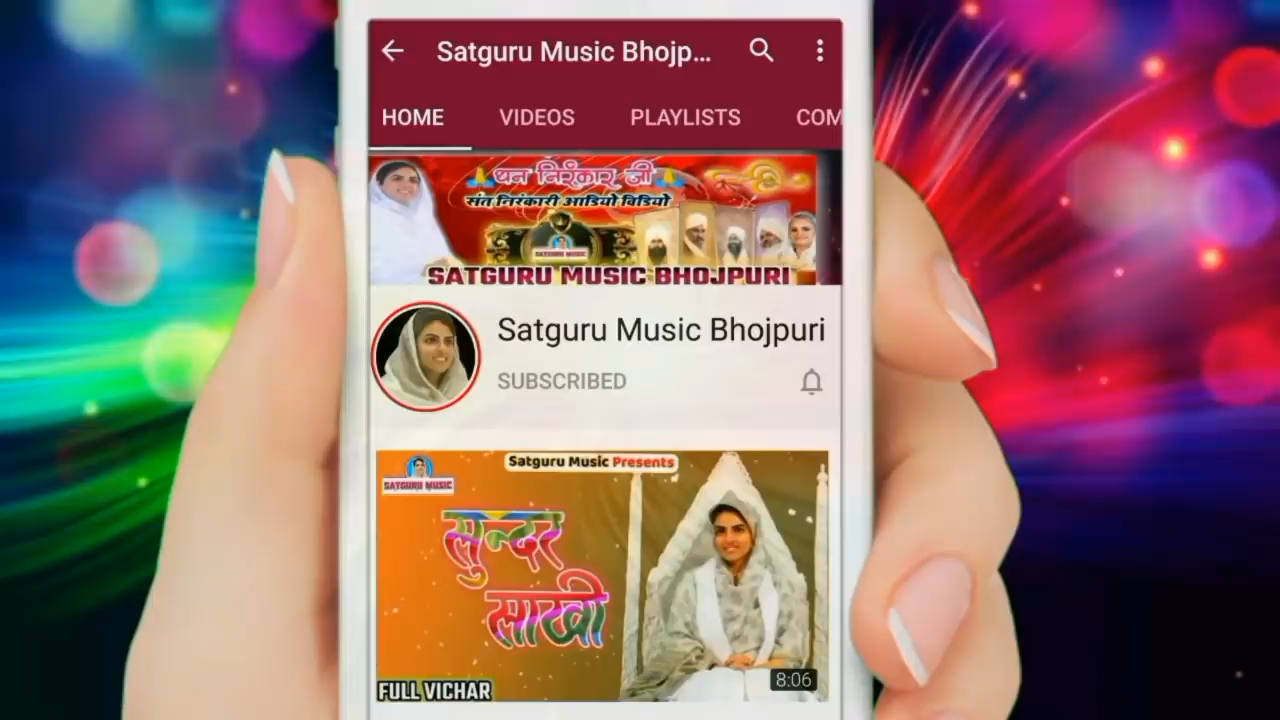 Satguru Music Bhojp...
HOME VIDEOS PLAYLISTS COM
धन निरंकार जी
संत निरंकारी आडियो विडियो
SATGURU MUSIC
SATGURU MUSIC BHOJPURI
Satguru Music Bhojpuri
SUBSCRIBED
Satguru Music Presents
SATGURU MUSIC
सुन्दर
साखी
FULL VICHAR
8:06